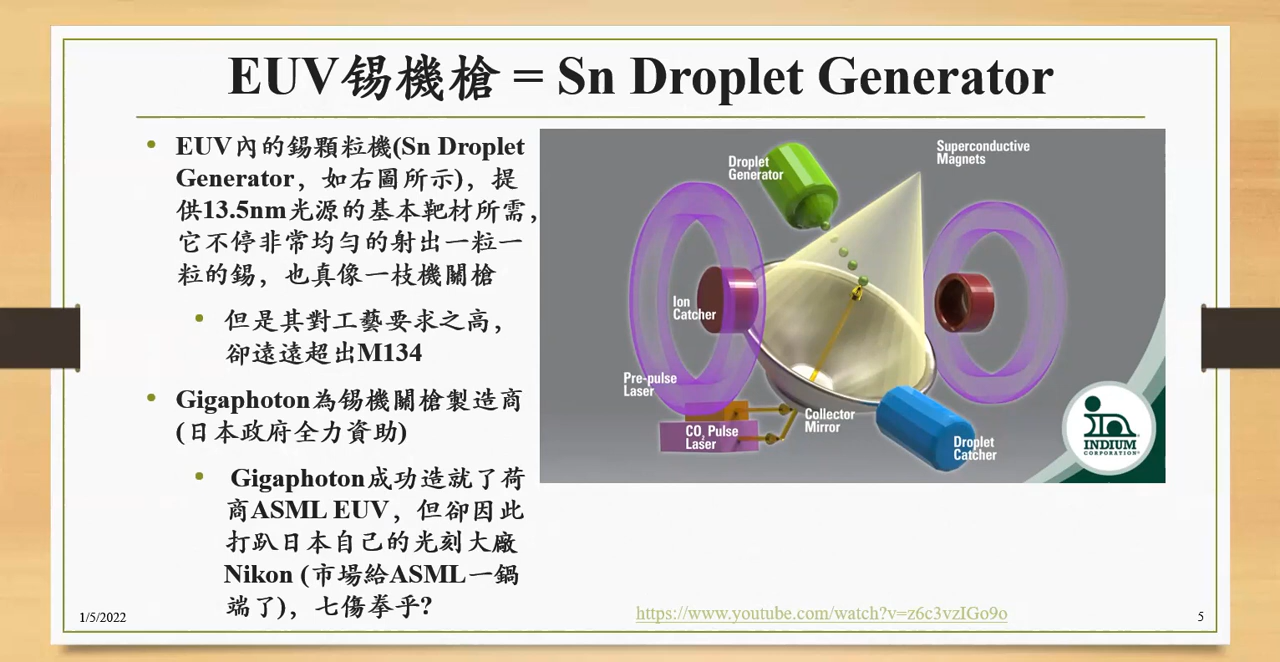 EUV锡機槍 = Sn Droplet Generator
• EUV內的錫顆粒機(Sn Droplet
Generator，如右圖所示)，提
供13.5nm光源的基本靶材所需，
它不停非常均勻的射出一粒一
粒的錫，也真像一枝機關槍
• 但是其對工藝要求之高，
卻遠遠超出M134
• Gigaphoton為锡機關槍製造商
(日本政府全力資助)
• Gigaphoton成功造就了荷
商ASML EUV，但卻因此
打趴日本自己的光刻大廠
Nikon (市場給ASML一鍋
端了)，七傷拳乎?
Droplet
Generator
Superconductive
Magnets
Ion
Catcher
Pre-pulse
Laser
CO₂ Pulse
Laser
Collector
Mirror
Droplet
Catcher
INDIUM
CORPORATION®
1/5/2022
https://www.youtube.com/watch?v=z6c3vzIGo9o
5